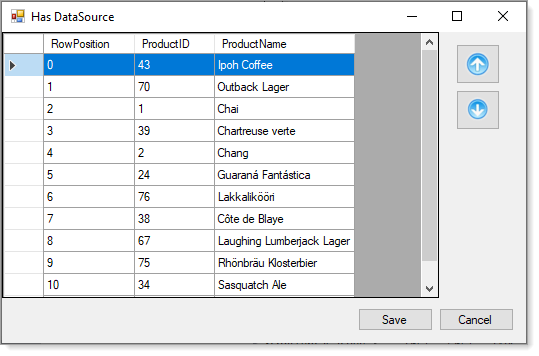 Has DataSource
RowPosition ProductID ProductName
0 43 Ipoh Coffee
1 70 Outback Lager
2 1 Chai
3 39 Chartreuse verte
4 2 Chang
5 24 Guaraná Fantástica
6 76 Lakkalikööri
7 38 Côte de Blaye
8 67 Laughing Lumberjack Lager
9 75 Rhönbräu Klosterbier
10 34 Sasquatch Ale
Save Cancel